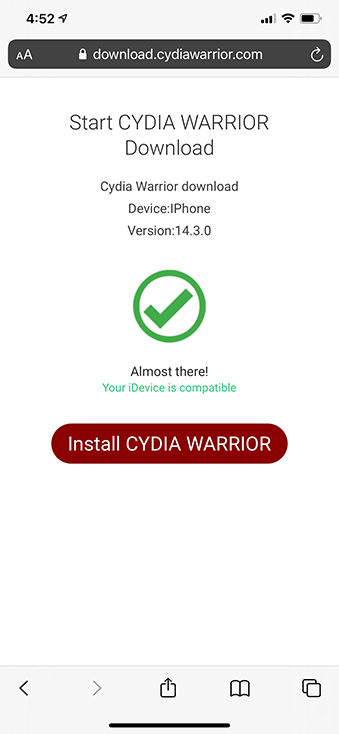 4:52
AA download.cydiawarrior.com
Start CYDIA WARRIOR
Download
Cydia Warrior download
Device:IPhone
Version:14.3.0
Almost there!
Your iDevice is compatible
Install CYDIA WARRIOR